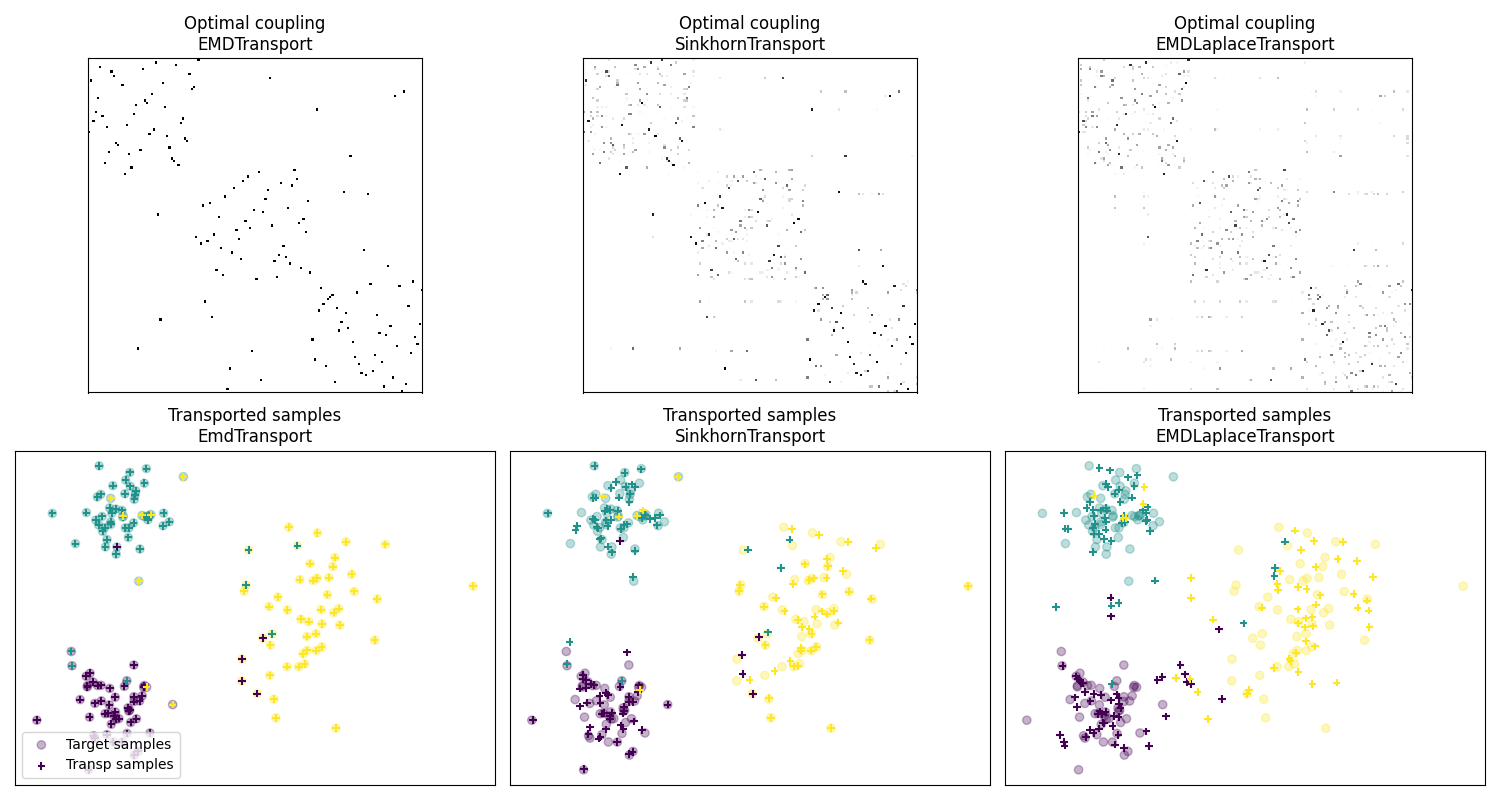 Optimal coupling
EMDTransport
Optimal coupling
SinkhornTransport
Optimal coupling
EMDLaplaceTransport
Transported samples
EmdTransport
Transported samples
SinkhornTransport
Transported samples
EMDLaplaceTransport
Target samples
Transp samples